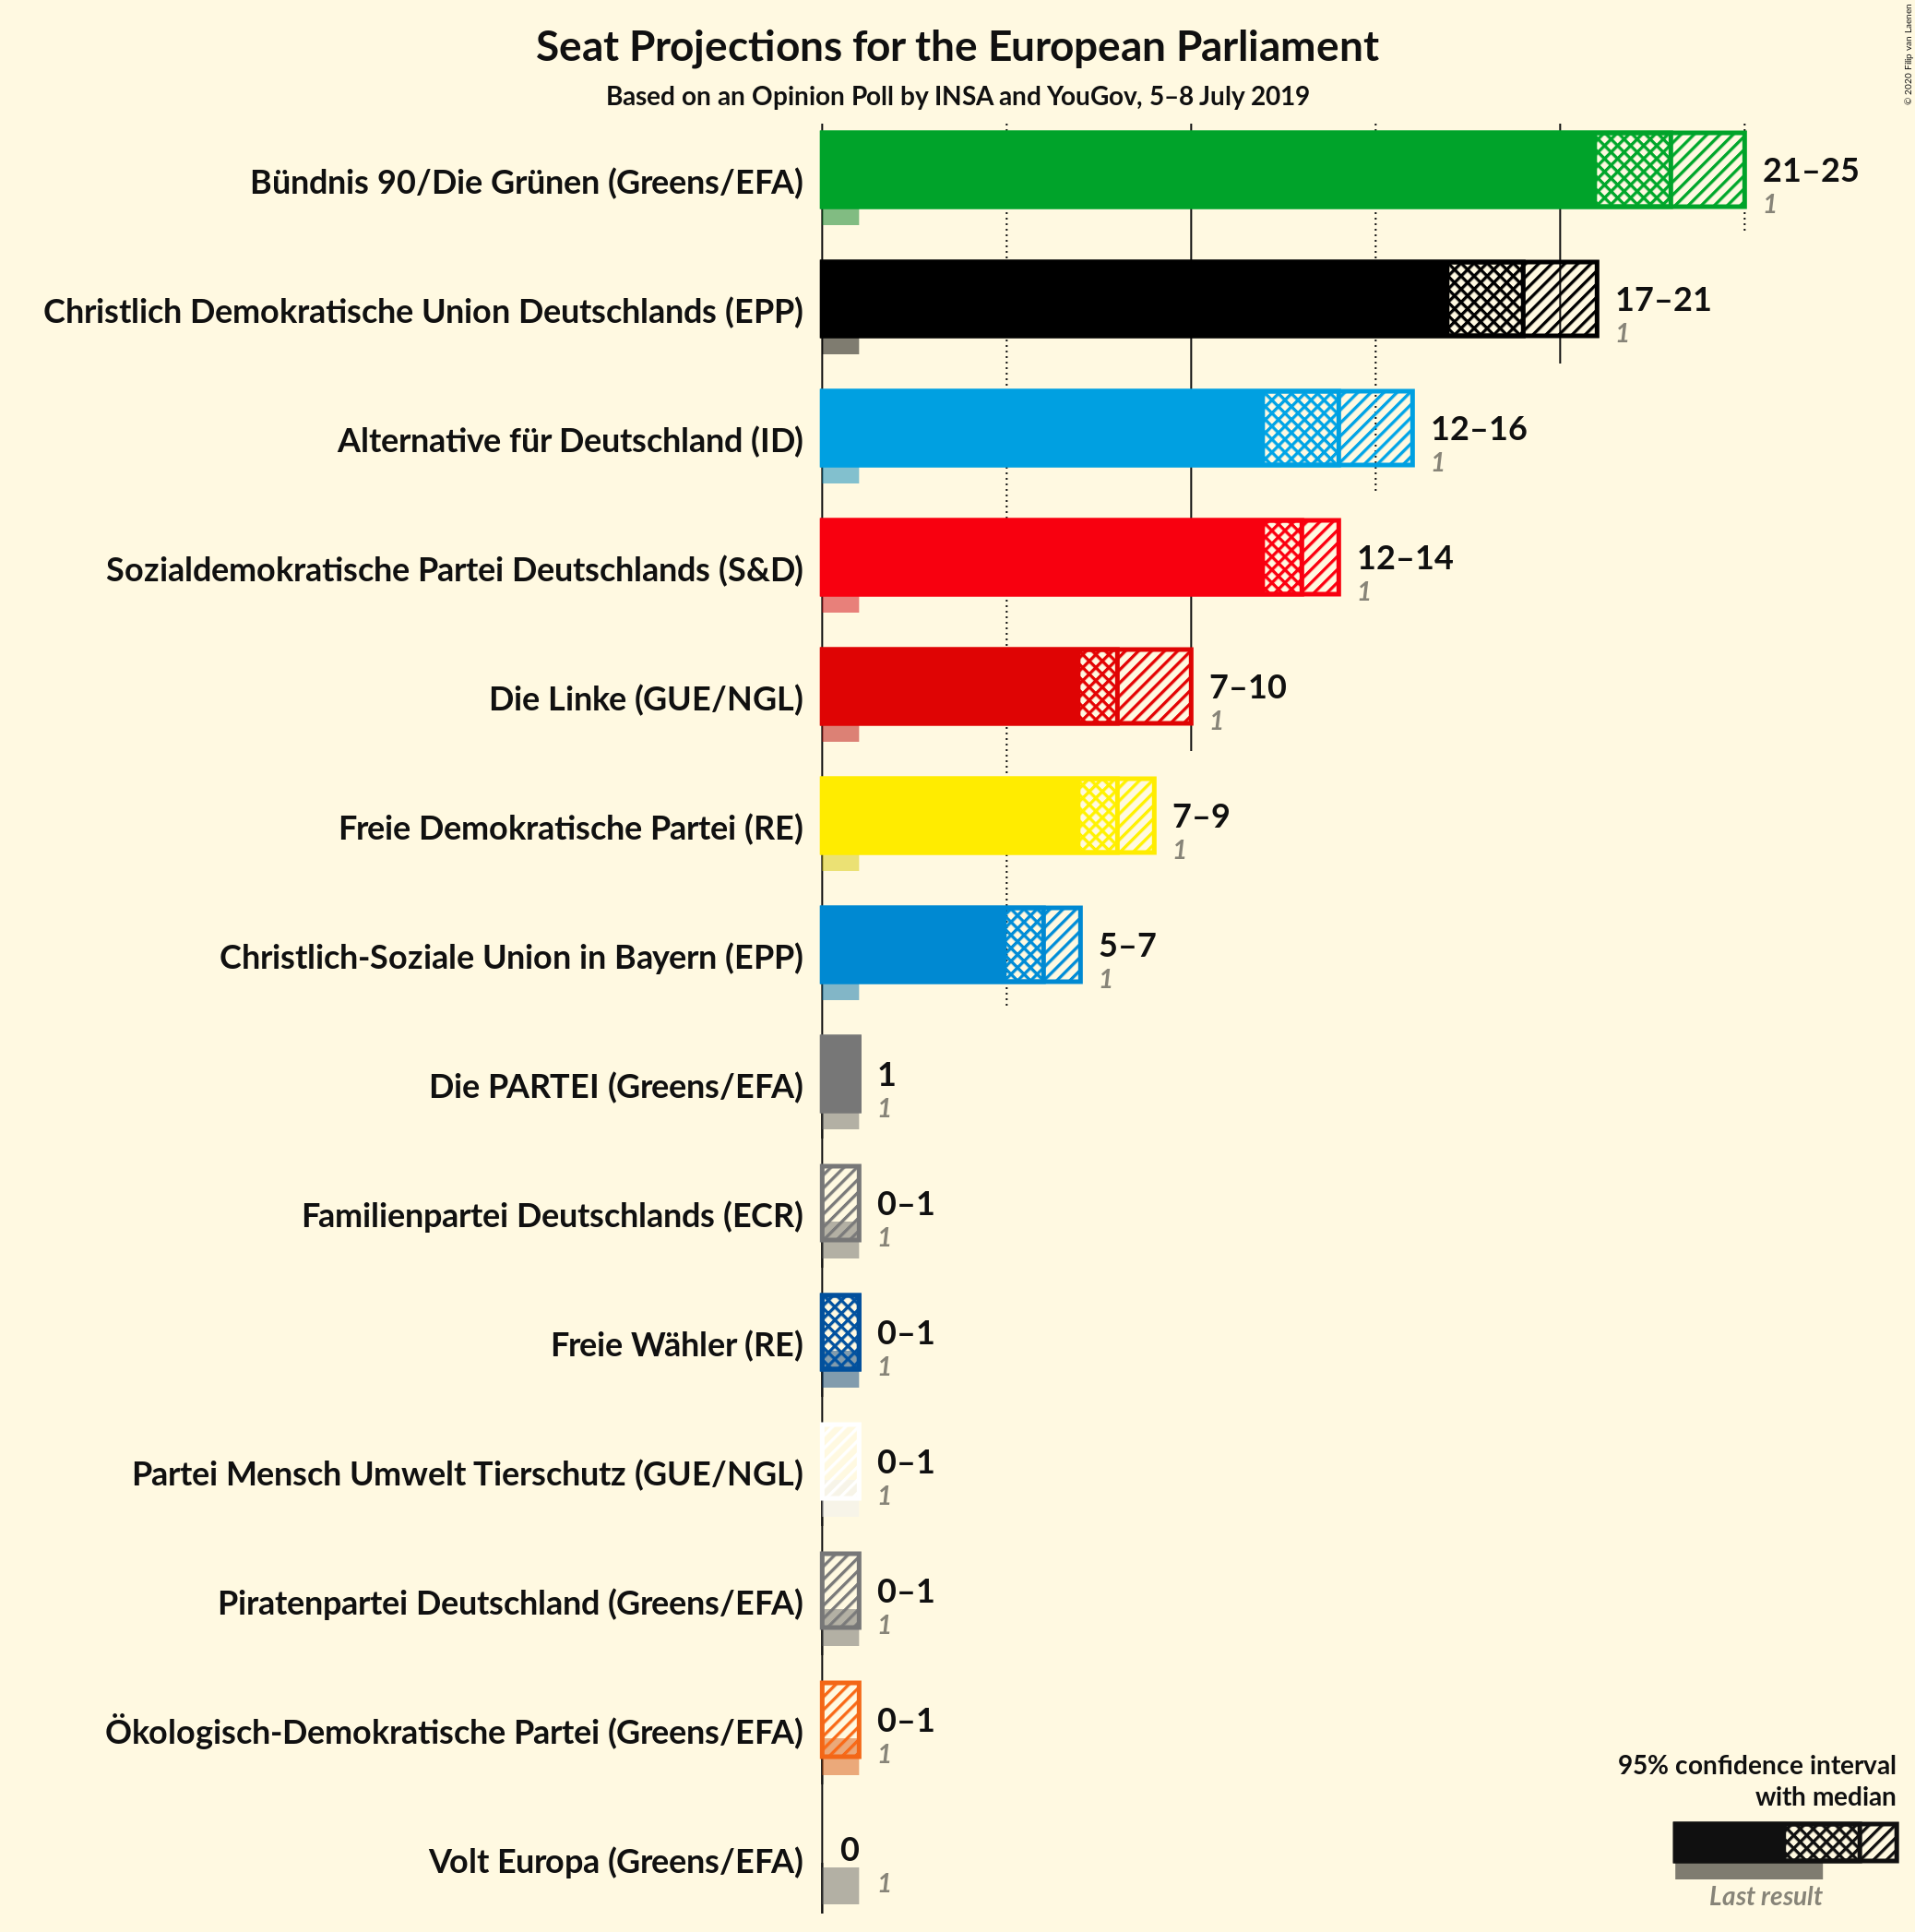 Seat Projections for the European Parliament
Based on an Opinion Poll by INSA and YouGov, 5–8 July 2019
© 2020 Filip van Laenen
Bündnis 90/Die Grünen (Greens/EFA)
21–25
1
Christlich Demokratische Union Deutschlands (EPP)
17–21
1
Alternative für Deutschland (ID)
12–16
1
Sozialdemokratische Partei Deutschlands (S&D)
12–14
1
Die Linke (GUE/NGL)
7–10
1
Freie Demokratische Partei (RE)
7–9
1
Christlich-Soziale Union in Bayern (EPP)
5–7
1
Die PARTEI (Greens/EFA)
1
1
Familienpartei Deutschlands (ECR)
0–1
1
Freie Wähler (RE)
0–1
1
Partei Mensch Umwelt Tierschutz (GUE/NGL)
0–1
1
Piratenpartei Deutschland (Greens/EFA)
0–1
1
Ökologisch-Demokratische Partei (Greens/EFA)
0–1
1
Volt Europa (Greens/EFA)
0
1
95% confidence interval
with median
Last result